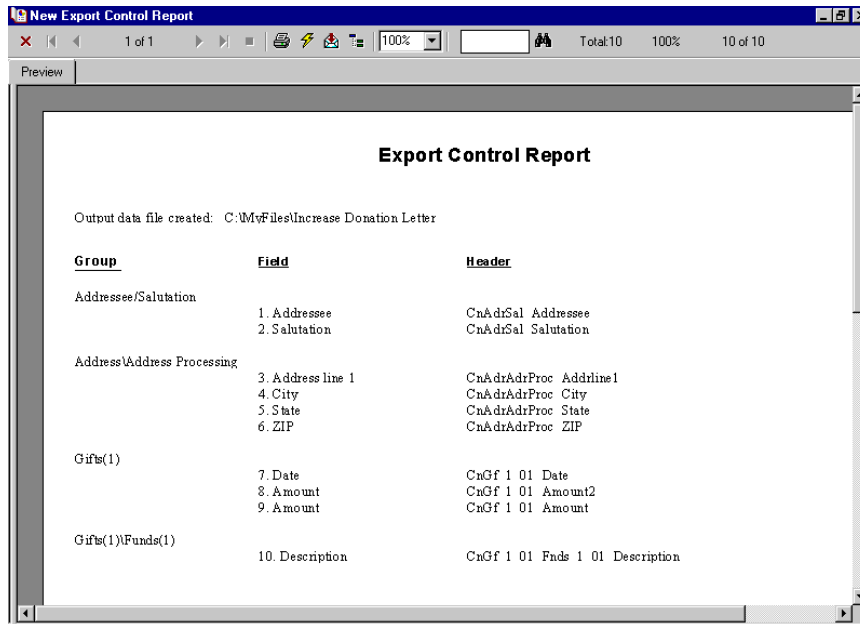 New Export Control Report
1 of 1 100% Total:10 100% 10 of 10
Preview
Export Control Report
Output data file created: C:\MyFiles\Increase Donation Letter
Group Field Header
Addressee/Salutation
1. Addressee CnAdrSal Addressee
2. Salutation CnAdrSal Salutation
Address\Address Processing
3. Address line 1 CnAdrAdrProc Addrline1
4. City CnAdrAdrProc City
5. State CnAdrAdrProc State
6. ZIP CnAdrAdrProc ZIP
Gifts(1)
7. Date CnGf 1 01 Date
8. Amount CnGf 1 01 Amount2
9. Amount CnGf 1 01 Amount
Gifts(1)\Funds(1)
10. Description CnGf 1 01 Fnds 1 01 Description